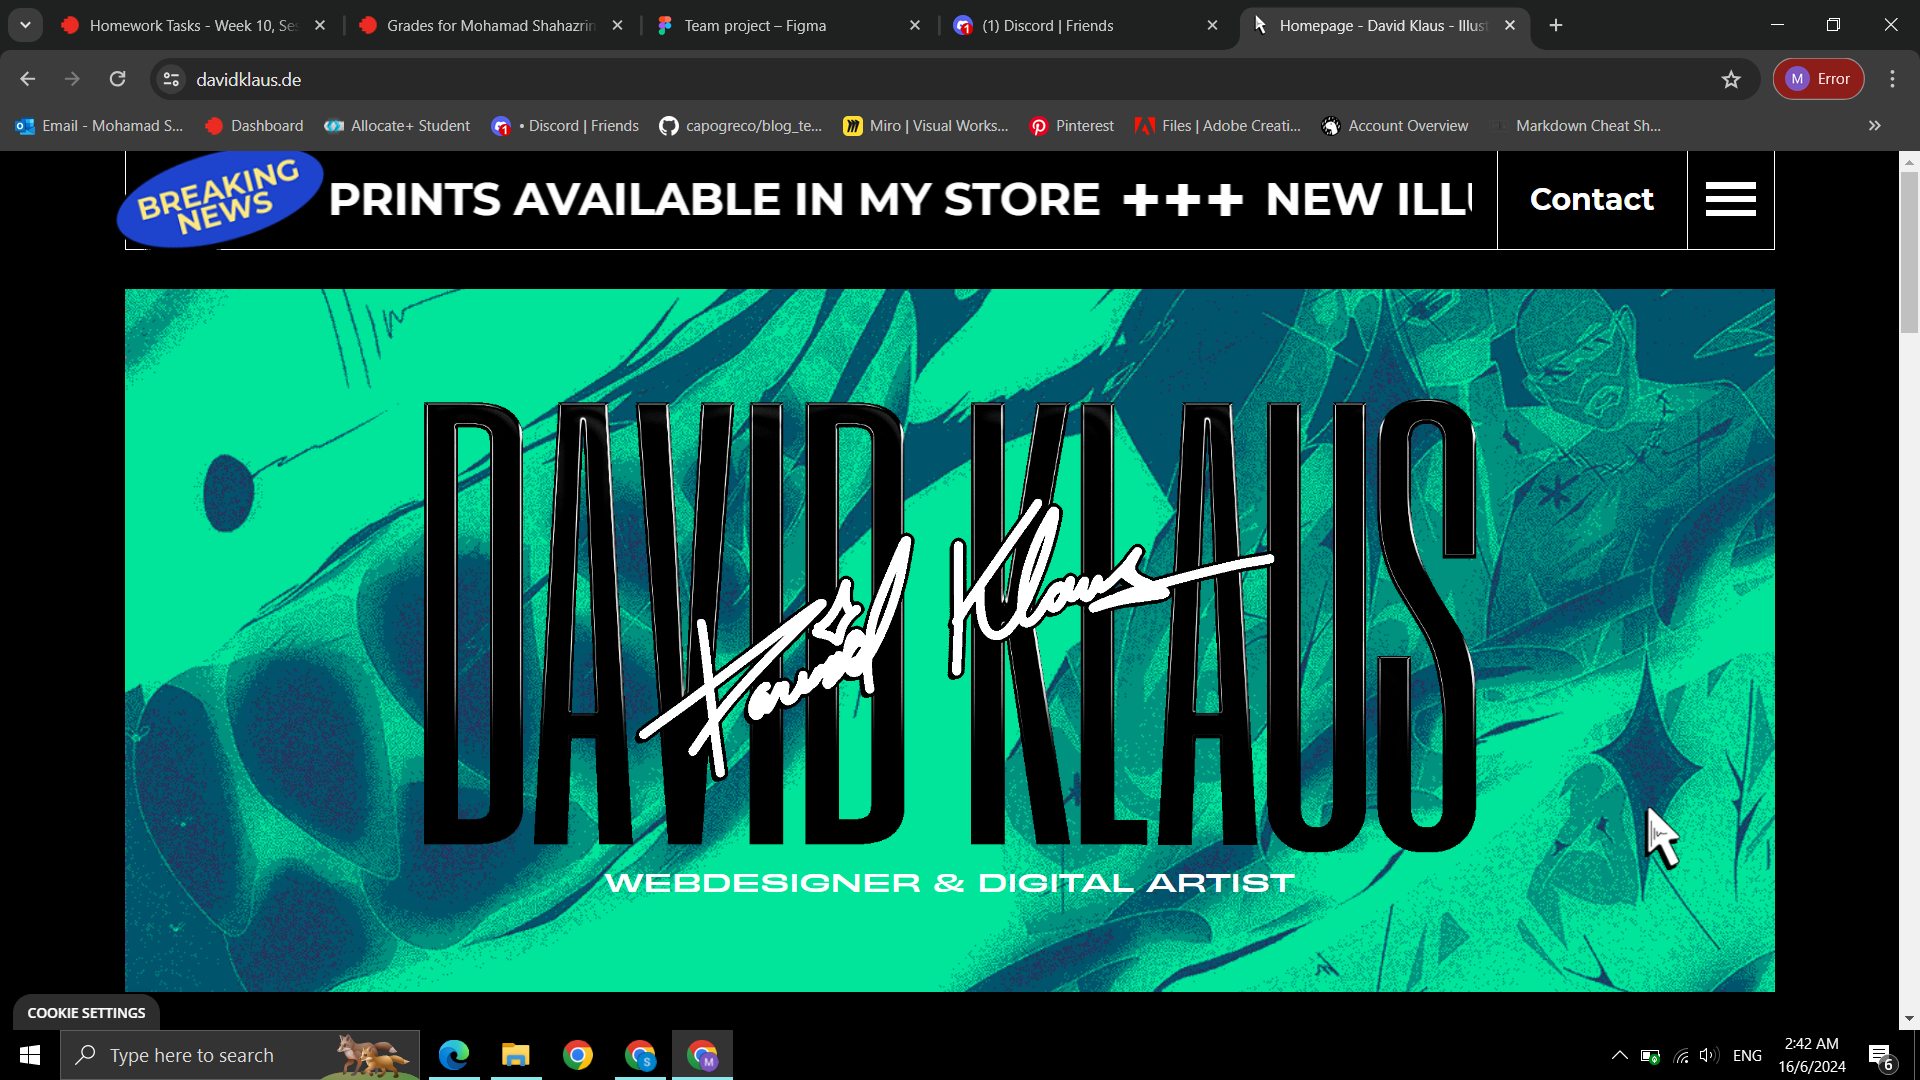 Homework Tasks - Week 10, Ses
Grades for Mohamad Shahazrin
Team project – Figma
(1) Discord | Friends
Homepage - David Klaus - Illust
davidklaus.de
M Error
Email - Mohamad S...
Dashboard
Allocate+ Student
• Discord | Friends
capogreco/blog_te...
Miro | Visual Works...
Pinterest
Files | Adobe Creati...
Account Overview
Markdown Cheat Sh...
BREAKING
NEWS
PRINTS AVAILABLE IN MY STORE +++ NEW ILLU
Contact
DAVID KLAUS
David Klaus
WEBDESIGNER & DIGITAL ARTIST
COOKIE SETTINGS
Type here to search
ENG
2:42 AM
16/6/2024
6